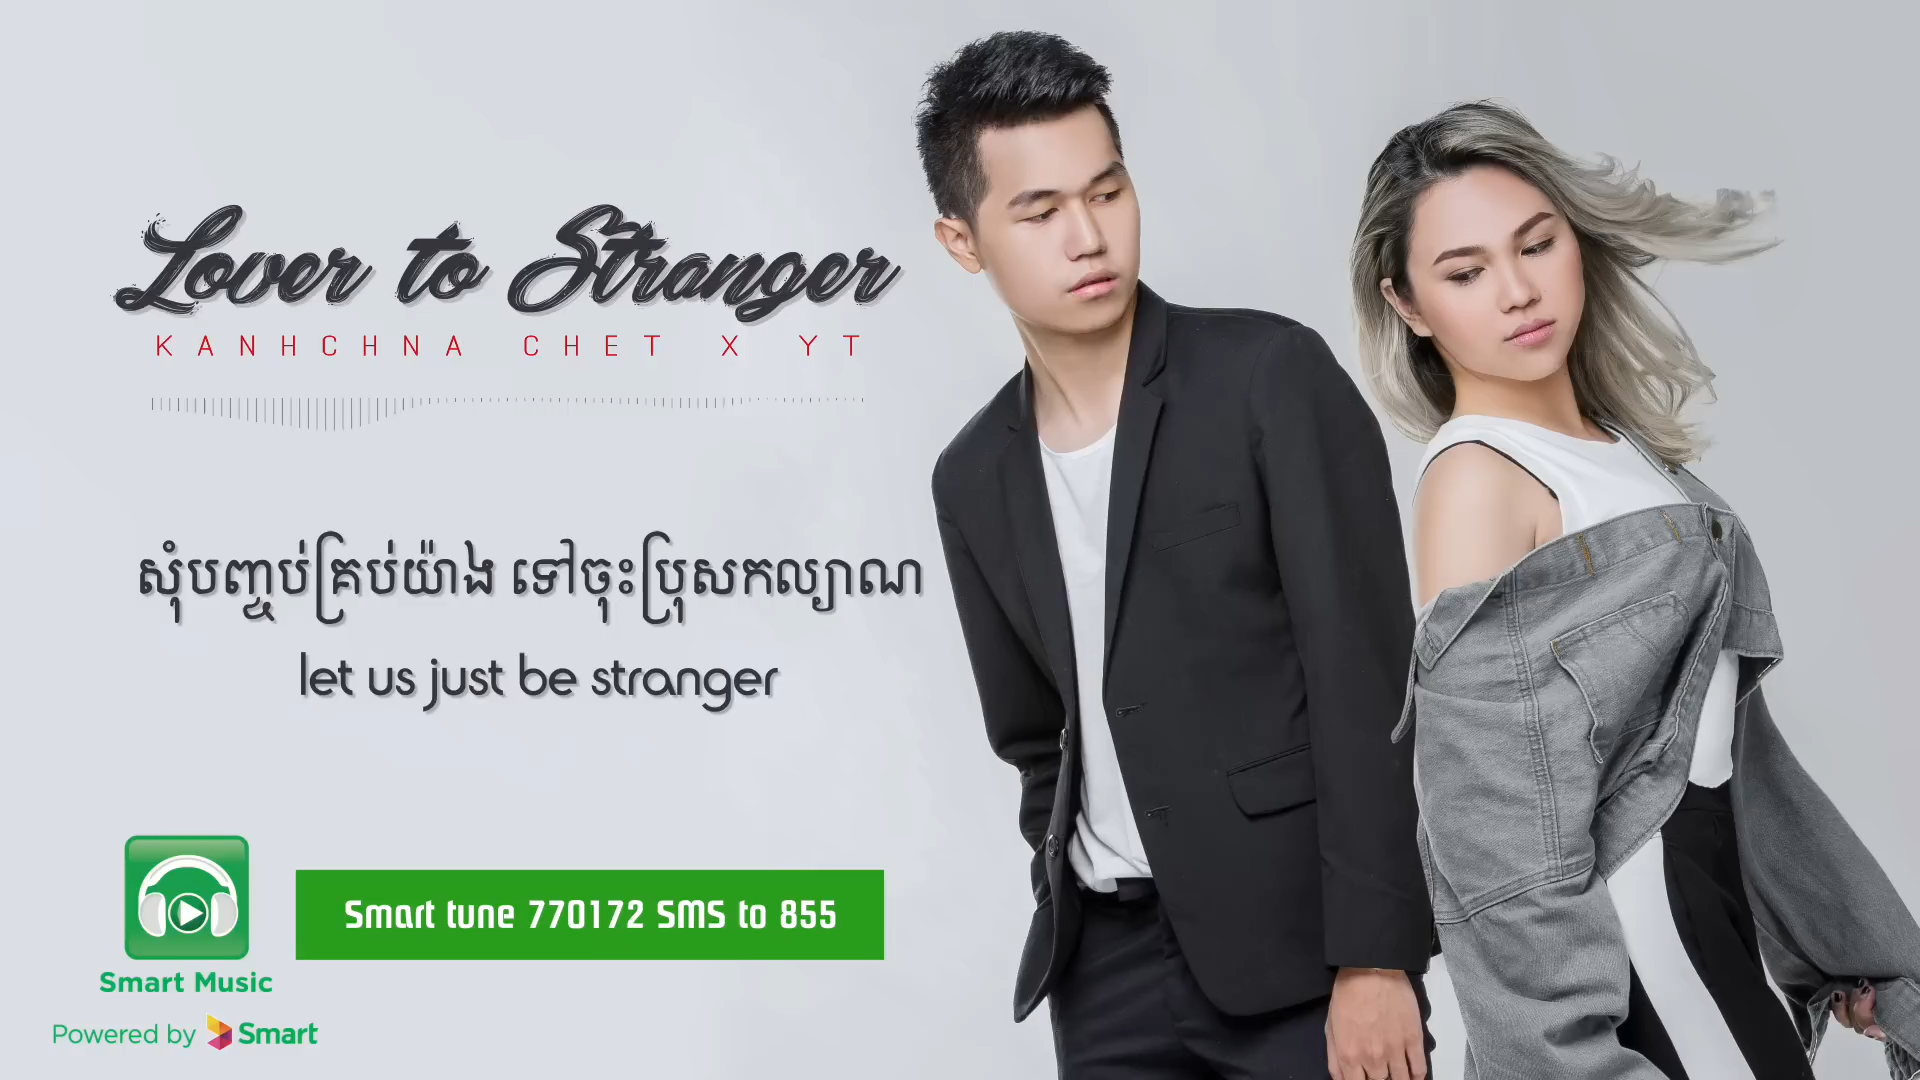 Lover to Stranger
KANHCHNA CHET X YT
សុំបញ្ចប់គ្រប់យ៉ាង ទៅចុះប្រុសកល្យាណ
let us just be stranger
Smart tune 770172 SMS to 855
Smart Music
Powered by Smart